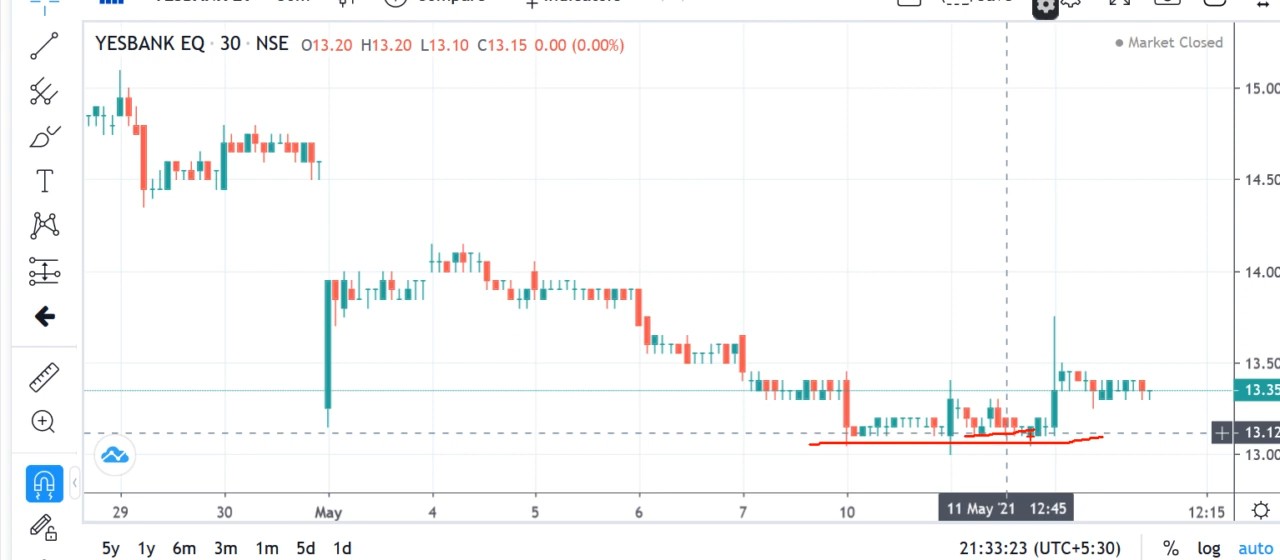 YESBANK EQ · 30 · NSE O13.20 H13.20 L13.10 C13.15 0.00 (0.00%)
Market Closed
15.00
14.50
14.00
13.50
13.35
13.12
13.00
29 30 May 4 5 6 7 10 11 May '21 12:45 12:15
5y 1y 6m 3m 1m 5d 1d 21:33:23 (UTC+5:30) % log auto